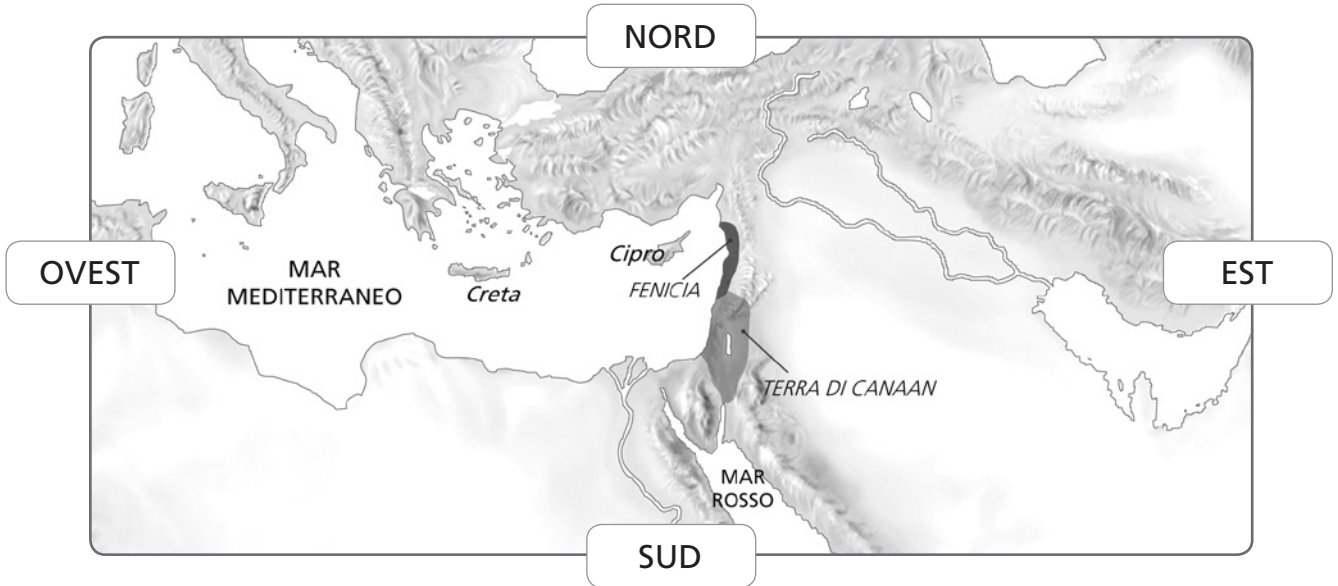 NORD
OVEST
EST
MAR
MEDITERRANEO
Creta
Cipro
FENICIA
TERRA DI CANAAN
MAR
ROSSO
SUD